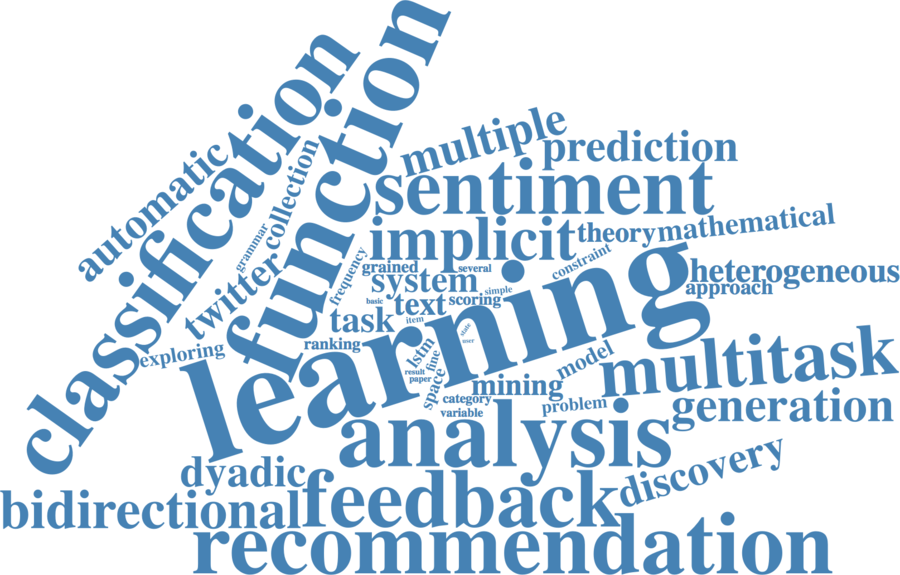 function
classification
multiple
prediction
automatic
collection
sentiment
twitter
grammar
implicit
theory
mathematical
frequency
grained
several
constraint
heterogeneous
system
simple
approach
basic
text
scoring
task
item
state
user
ranking
exploring
learning
lstm
fine
model
multitask
result
paper
space
mining
category
variable
problem
generation
analysis
dyadic
feedback
discovery
bidirectional
recommendation